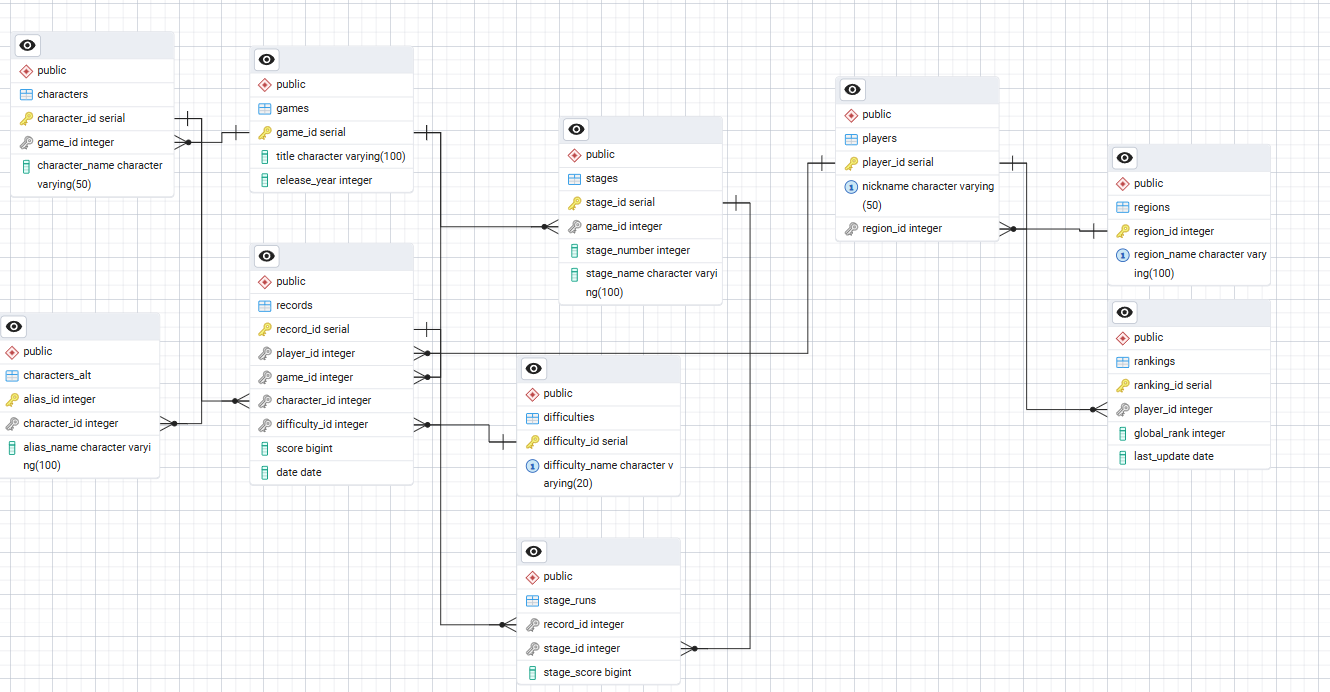 public
characters
character_id serial
game_id integer
character_name character
varying(50)
public
games
game_id serial
title character varying(100)
release_year integer
public
stages
stage_id serial
game_id integer
stage_number integer
stage_name character varyi
ng(100)
public
players
player_id serial
1
nickname character varying
(50)
region_id integer
public
regions
region_id integer
1
region_name character vary
ing(100)
public
characters_alt
alias_id integer
character_id integer
alias_name character varyi
ng(100)
public
records
record_id serial
player_id integer
game_id integer
character_id integer
difficulty_id integer
score bigint
date date
public
difficulties
difficulty_id serial
1
difficulty_name character v
arying(20)
public
rankings
ranking_id serial
player_id integer
global_rank integer
last_update date
public
stage_runs
record_id integer
stage_id integer
stage_score bigint